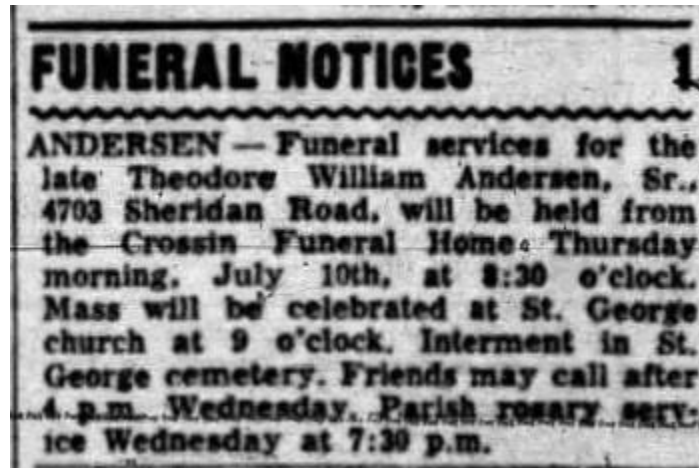 FUNERAL NOTICES 1
ANDERSEN — Funeral services for the
late Theodore William Andersen, Sr.,
4703 Sheridan Road, will be held from
the Crossin Funeral Home Thursday
morning, July 10th, at 8:30 o'clock.
Mass will be celebrated at St. George
church at 9 o'clock. Interment in St.
George cemetery. Friends may call after
4 p.m. Wednesday. Parish rosary serv-
ice Wednesday at 7:30 p.m.